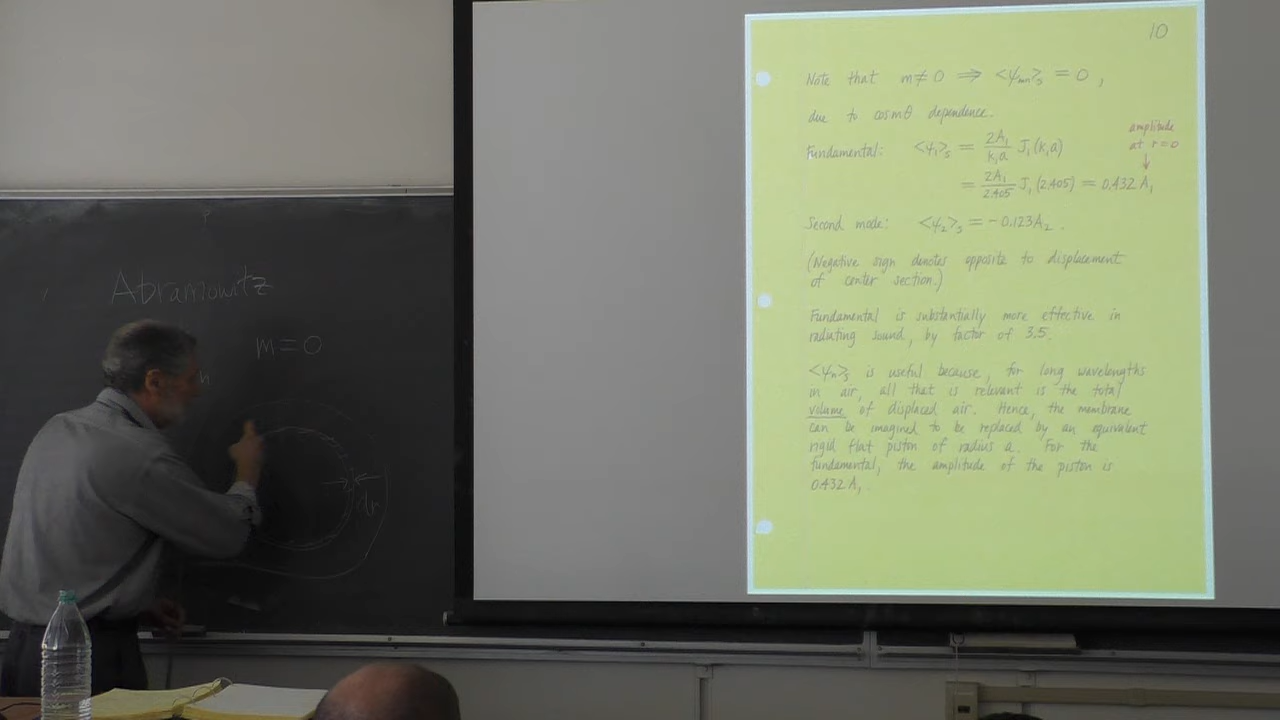 Abramowitz
m = 0
n
dr
10
Note that m ≠ 0 ⟹ <ψmn>s = 0,
due to cos mθ dependence.
Fundamental: <ψ1>s = 2A1/k1a J1(k1a)
amplitude
at r = 0
↓
= 2A1/2.405 J1(2.405) = 0.432 A1
Second mode: <ψ2>s = -0.123A2.
(Negative sign denotes opposite to displacement
of center section.)
Fundamental is substantially more effective in
radiating sound, by factor of 3.5.
<ψn>s is useful because, for long wavelengths
in air, all that is relevant is the total
volume of displaced air. Hence, the membrane
can be imagined to be replaced by an equivalent
rigid flat piston of radius a. For the
fundamental, the amplitude of the piston is
0.432 A1.